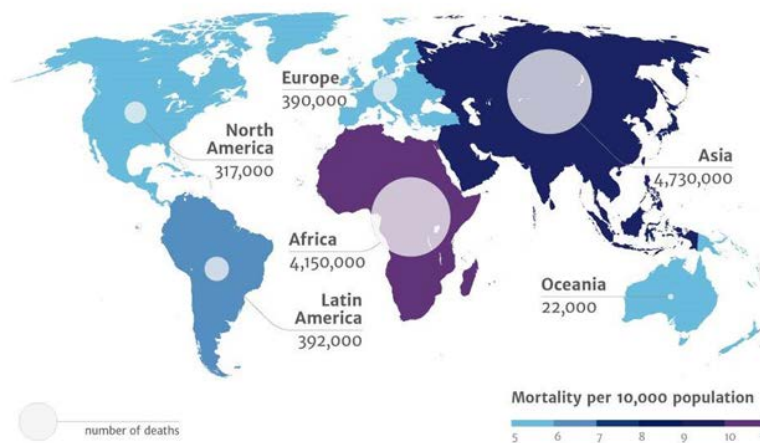 Europe
390,000
North
America
317,000
Asia
4,730,000
Africa
4,150,000
Oceania
22,000
Latin
America
392,000
Mortality per 10,000 population
5 6 7 8 9 10
number of deaths